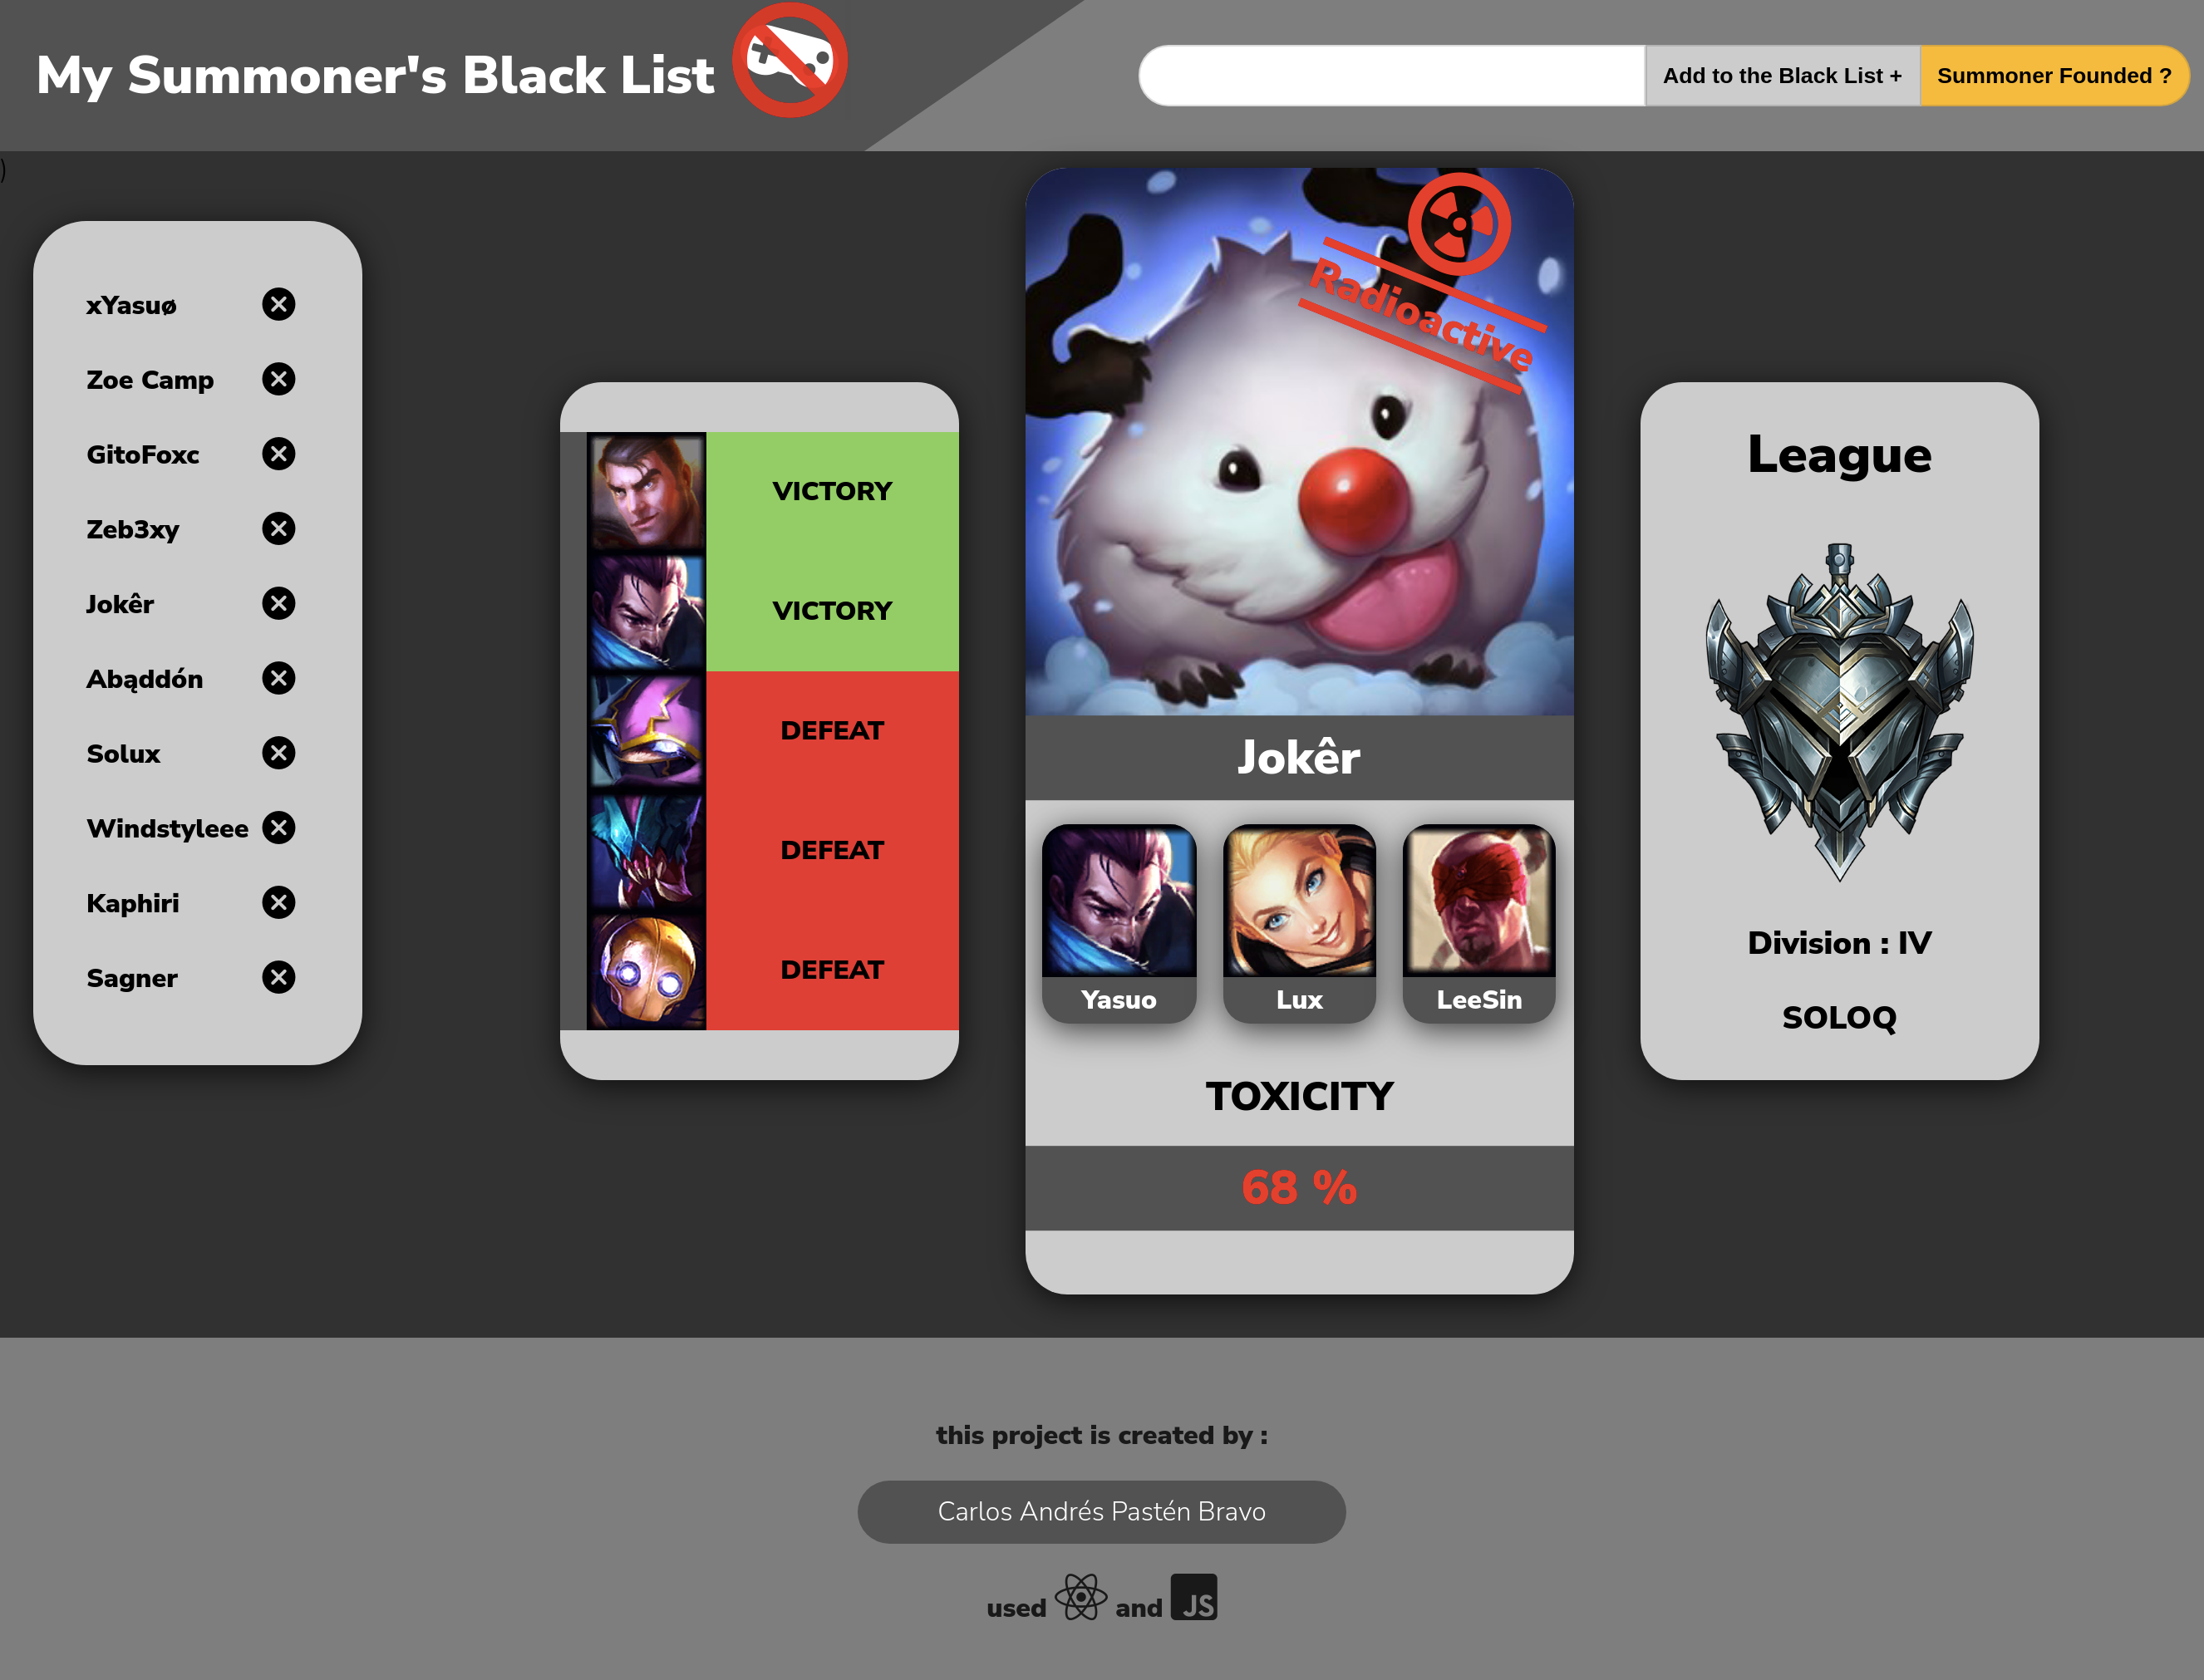 My Summoner's Black List
Add to the Black List +
Summoner Founded ?
)
xYasuø
Zoe Camp
GitoFoxc
Zeb3xy
Jokêr
Abąddón
Solux
Windstyleee
Kaphiri
Sagner
VICTORY
VICTORY
DEFEAT
DEFEAT
DEFEAT
Radioactive
Jokêr
Yasuo
Lux
LeeSin
TOXICITY
68 %
League
Division : IV
SOLOQ
this project is created by :
Carlos Andrés Pastén Bravo
used and JS